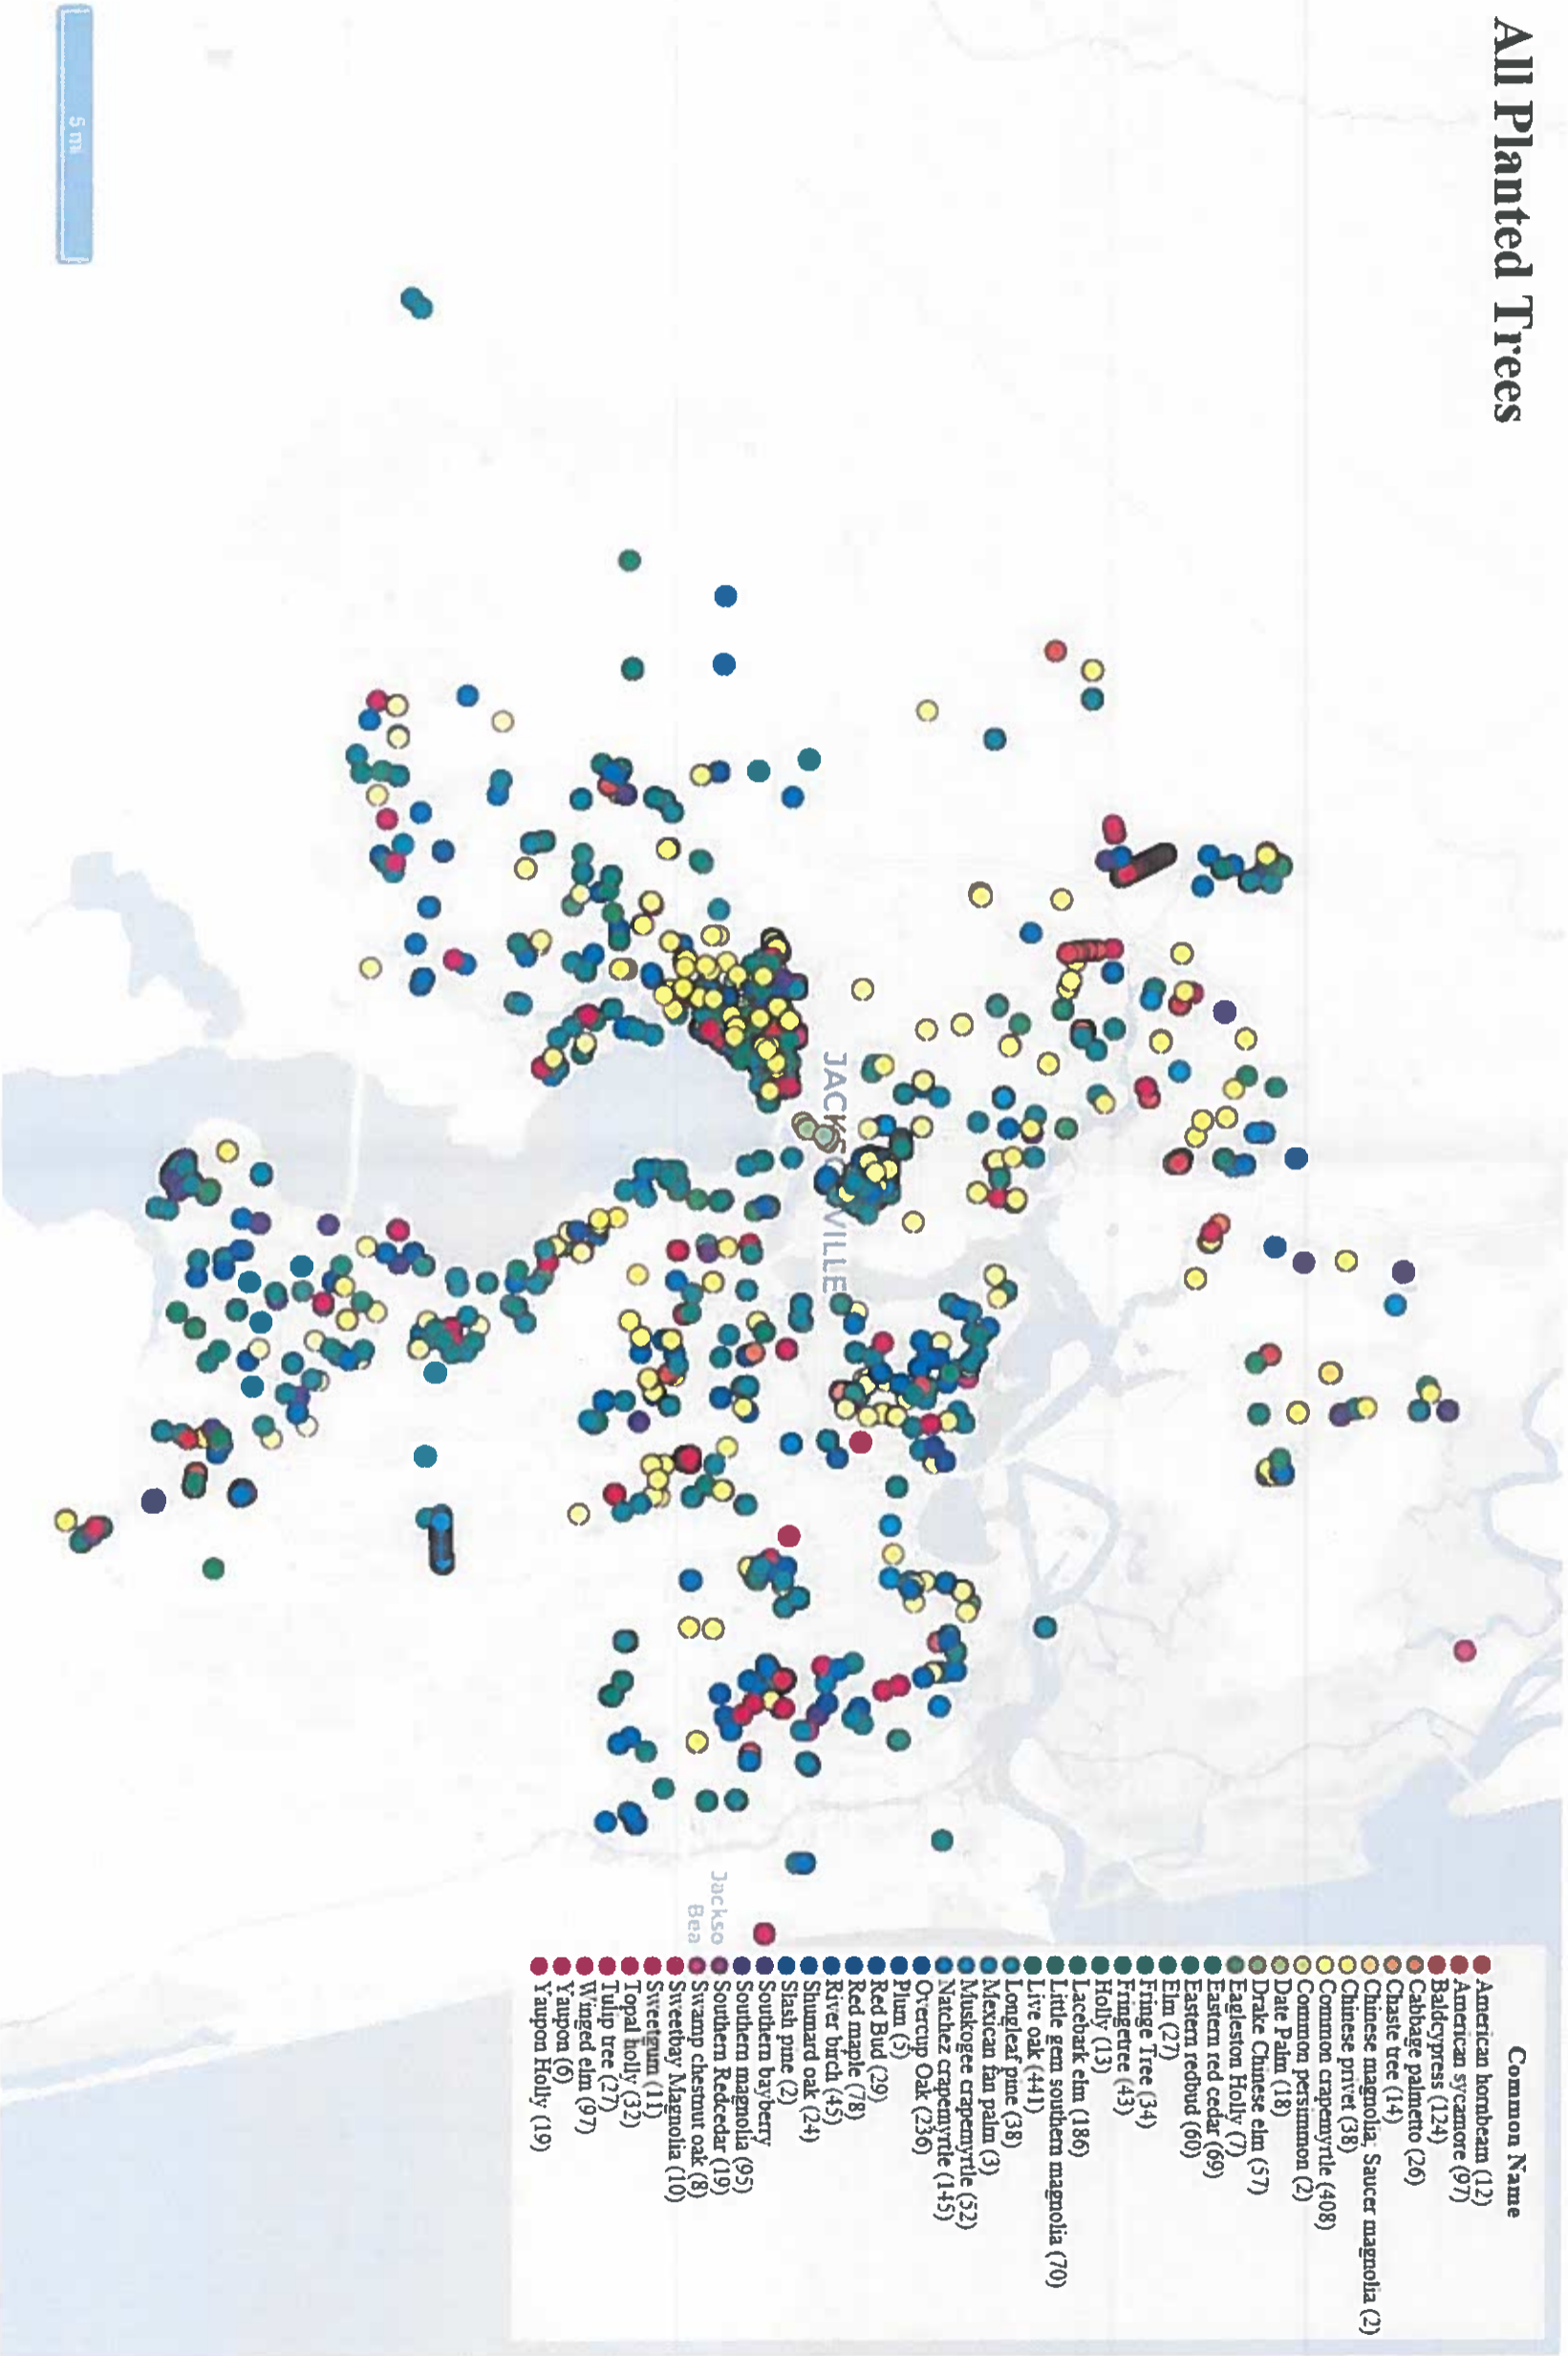 All Planted Trees
JACKSONVILLE
Jackso
Bea
5 mi
Common Name
American hornbeam (12)
American sycamore (97)
Baldcypress (124)
Cabbage palmetto (26)
Chaste tree (14)
Chinese magnolia; Saucer magnolia (2)
Chinese privet (38)
Common crapemyrtle (408)
Common persimmon (2)
Date Palm (18)
Drake Chinese elm (57)
Eagleston Holly (7)
Eastern red cedar (69)
Eastern redbud (60)
Elm (27)
Fringe Tree (34)
Fringetree (43)
Holly (13)
Lacebark elm (186)
Little gem southern magnolia (70)
Live oak (441)
Longleaf pine (38)
Mexican fan palm (3)
Muskogee crapemyrtle (52)
Natchez crapemyrtle (145)
Overcup Oak (236)
Plum (5)
Red Bud (29)
Red maple (78)
River birch (45)
Shumard oak (24)
Slash pine (2)
Southern bayberry
Southern magnolia (95)
Southern Redcedar (19)
Swamp chestnut oak (8)
Sweetbay Magnolia (10)
Sweetgum (11)
Topal holly (32)
Tulip tree (27)
Winged elm (97)
Yaupon (6)
Yaupon Holly (19)